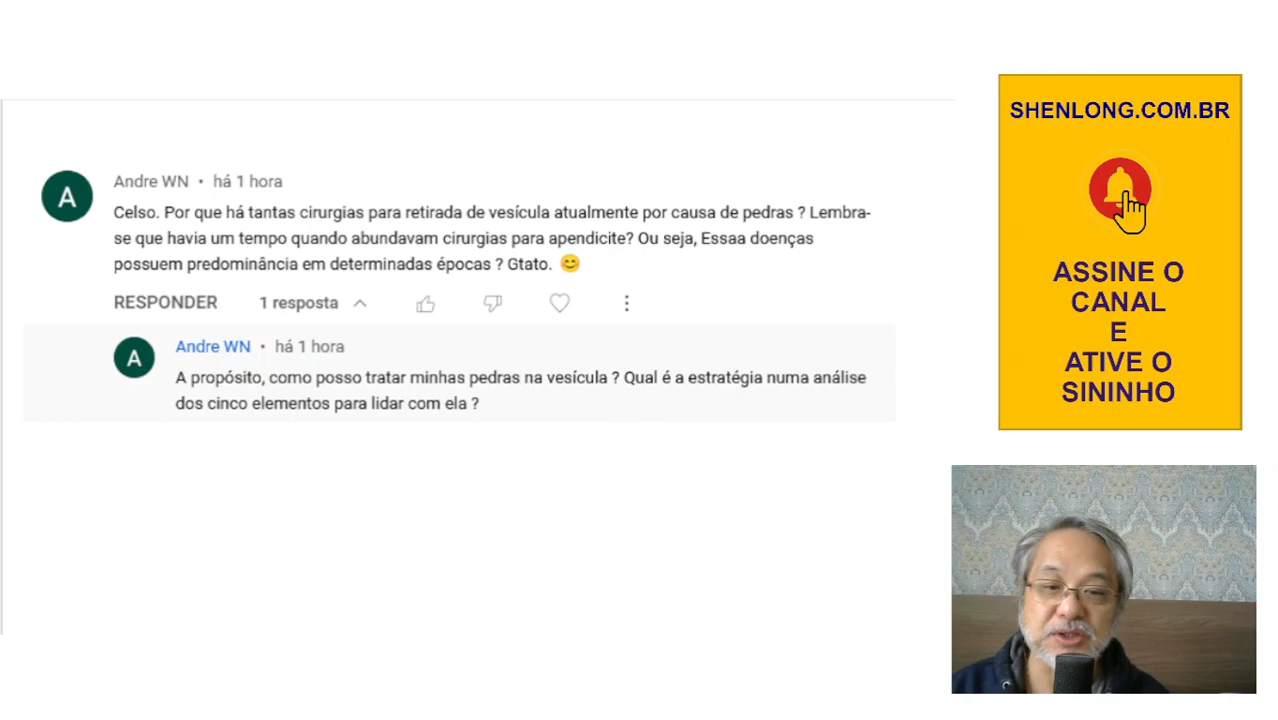 Andre WN • há 1 hora
Celso. Por que há tantas cirurgias para retirada de vesícula atualmente por causa de pedras ? Lembra-
se que havia um tempo quando abundavam cirurgias para apendicite? Ou seja, Essaa doenças
possuem predominância em determinadas épocas ? Gtato. 😊
RESPONDER 1 resposta
A
Andre WN • há 1 hora
A propósito, como posso tratar minhas pedras na vesícula ? Qual é a estratégia numa análise
dos cinco elementos para lidar com ela ?
A
SHENLONG.COM.BR
ASSINE O
CANAL
E
ATIVE O
SININHO